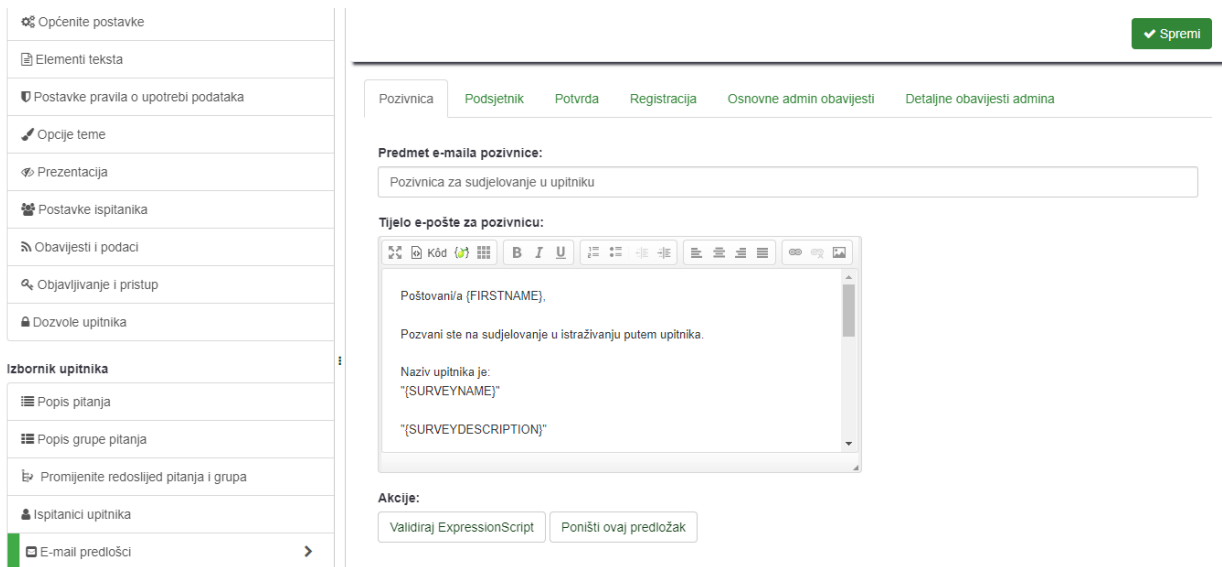 Općenite postavke
Elementi teksta
Postavke pravila o upotrebi podataka
Opcije teme
Prezentacija
Postavke ispitanika
Obavijesti i podaci
Objavljivanje i pristup
Dozvole upitnika
Izbornik upitnika
Popis pitanja
Popis grupe pitanja
Promijenite redoslijed pitanja i grupa
Ispitanici upitnika
E-mail predlošci
Spremi
Pozivnica Podsjetnik Potvrda Registracija Osnovne admin obavijesti Detaljne obavijesti admina
Predmet e-maila pozivnice:
Pozivnica za sudjelovanje u upitniku
Tijelo e-pošte za pozivnicu:
Kôd B I U
Poštovani/a {FIRSTNAME},
Pozvani ste na sudjelovanje u istraživanju putem upitnika.
Naziv upitnika je:
"{SURVEYNAME}"
"{SURVEYDESCRIPTION}"
Akcije:
Validiraj ExpressionScript Poništi ovaj predložak